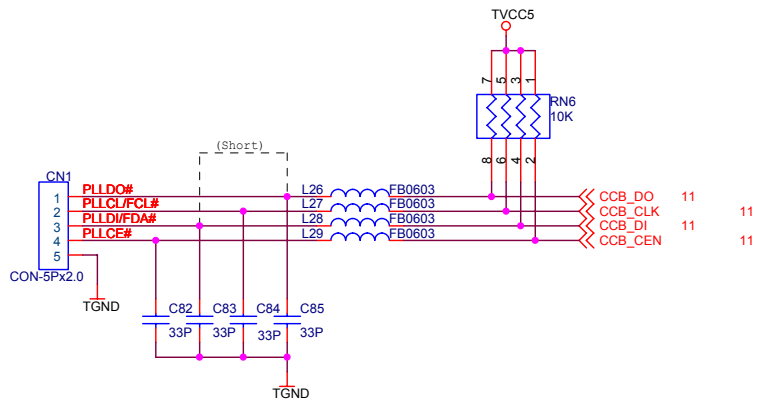 TVCC5
7 5 3 1
RN6
10K
8 6 4 2
(Short)
CN1
1 PLLDO# L26 FB0603 CCB_DO 11
2 PLLCL/FCL# L27 CCB_CLK 11
3 PLLDI/FDA# L28 FB0603 CCB_DI 11
4 PLLCE# L29 CCB_CEN 11
5
CON-5Px2.0
TGND
C82 C83 C84 C85
33P 33P 33P 33P
TGND